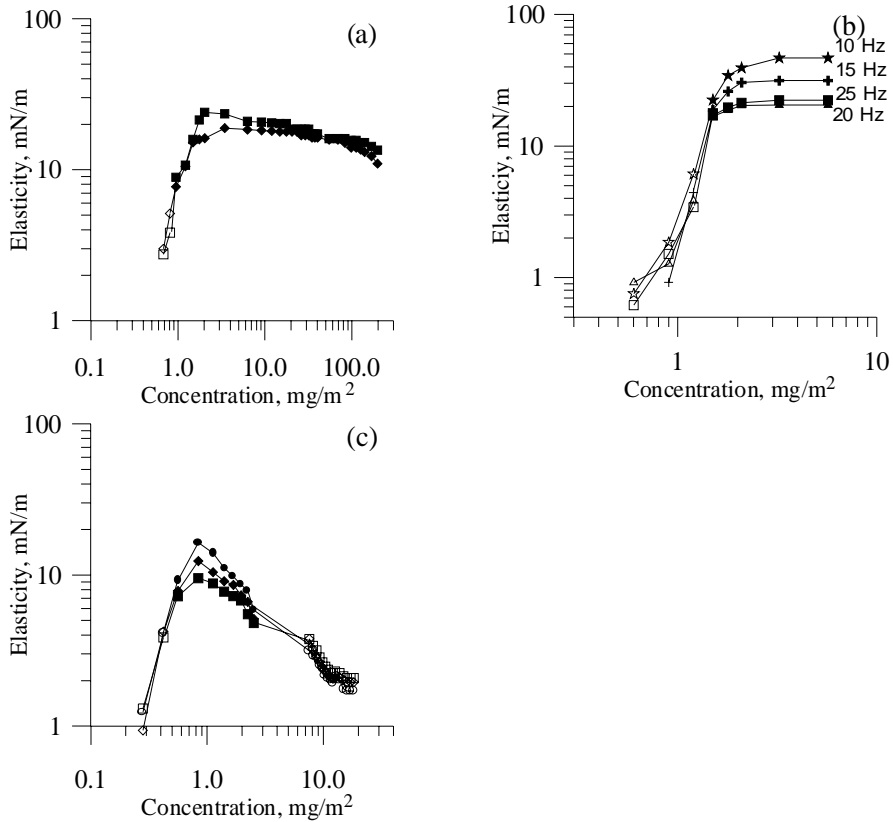 (a)
100
10
1
Elasticity, mN/m
0.1
1.0
10.0
100.0
Concentration, mg/m2
(b)
100
10
1
Elasticity, mN/m
10 Hz
15 Hz
25 Hz
20 Hz
1
10
Concentration, mg/m2
(c)
100
10
1
Elasticity, mN/m
0.1
1.0
10.0
Concentration, mg/m2